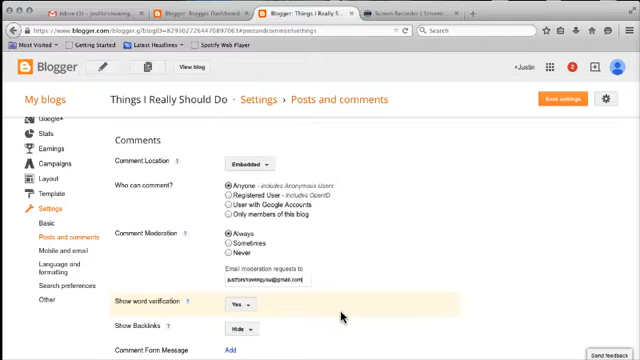 Inbox (3) – justforshowing
Blogger: Blogger Dashboard
Blogger: Things I Really S...
Screen Recorder | Screen
https://www.blogger.com/blogger.g?blogID=8293027276434193604#postandcommentsettings
Search
Most Visited
Getting Started
Latest Headlines
Spotify Web Player
Blogger
View blog
+Justin
2
My blogs
Things I Really Should Do · Settings › Posts and comments
Save settings
Google+
Stats
Earnings
Campaigns
Layout
Template
Settings
Basic
Posts and comments
Mobile and email
Language and
formatting
Search preferences
Other
Comments
Comment Location ?
Embedded
Who can comment? ?
Anyone - includes Anonymous Users
Registered User - includes OpenID
User with Google Accounts
Only members of this blog
Comment Moderation ?
Always
Sometimes
Never
Email moderation requests to
justforshowingyou@gmail.com
Show word verification ?
Yes
Show Backlinks ?
Hide
Comment Form Message
Add
Send feedback